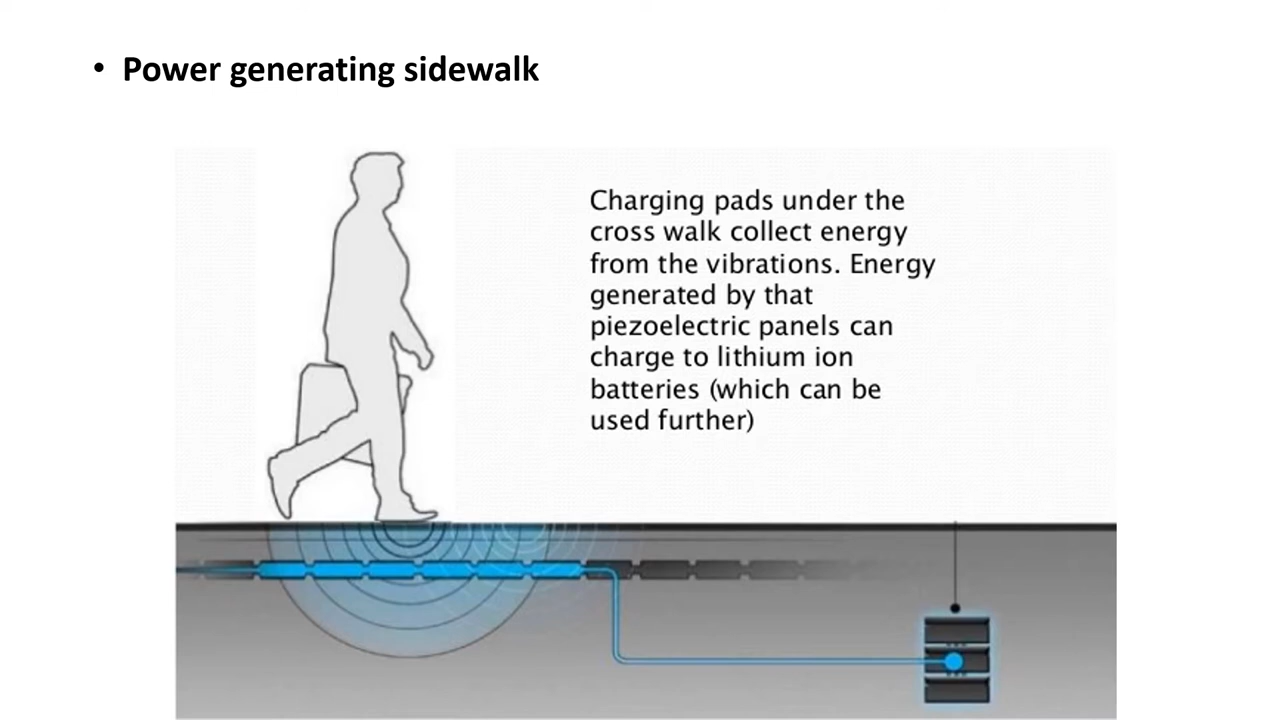 • Power generating sidewalk
Charging pads under the
cross walk collect energy
from the vibrations. Energy
generated by that
piezoelectric panels can
charge to lithium ion
batteries (which can be
used further)